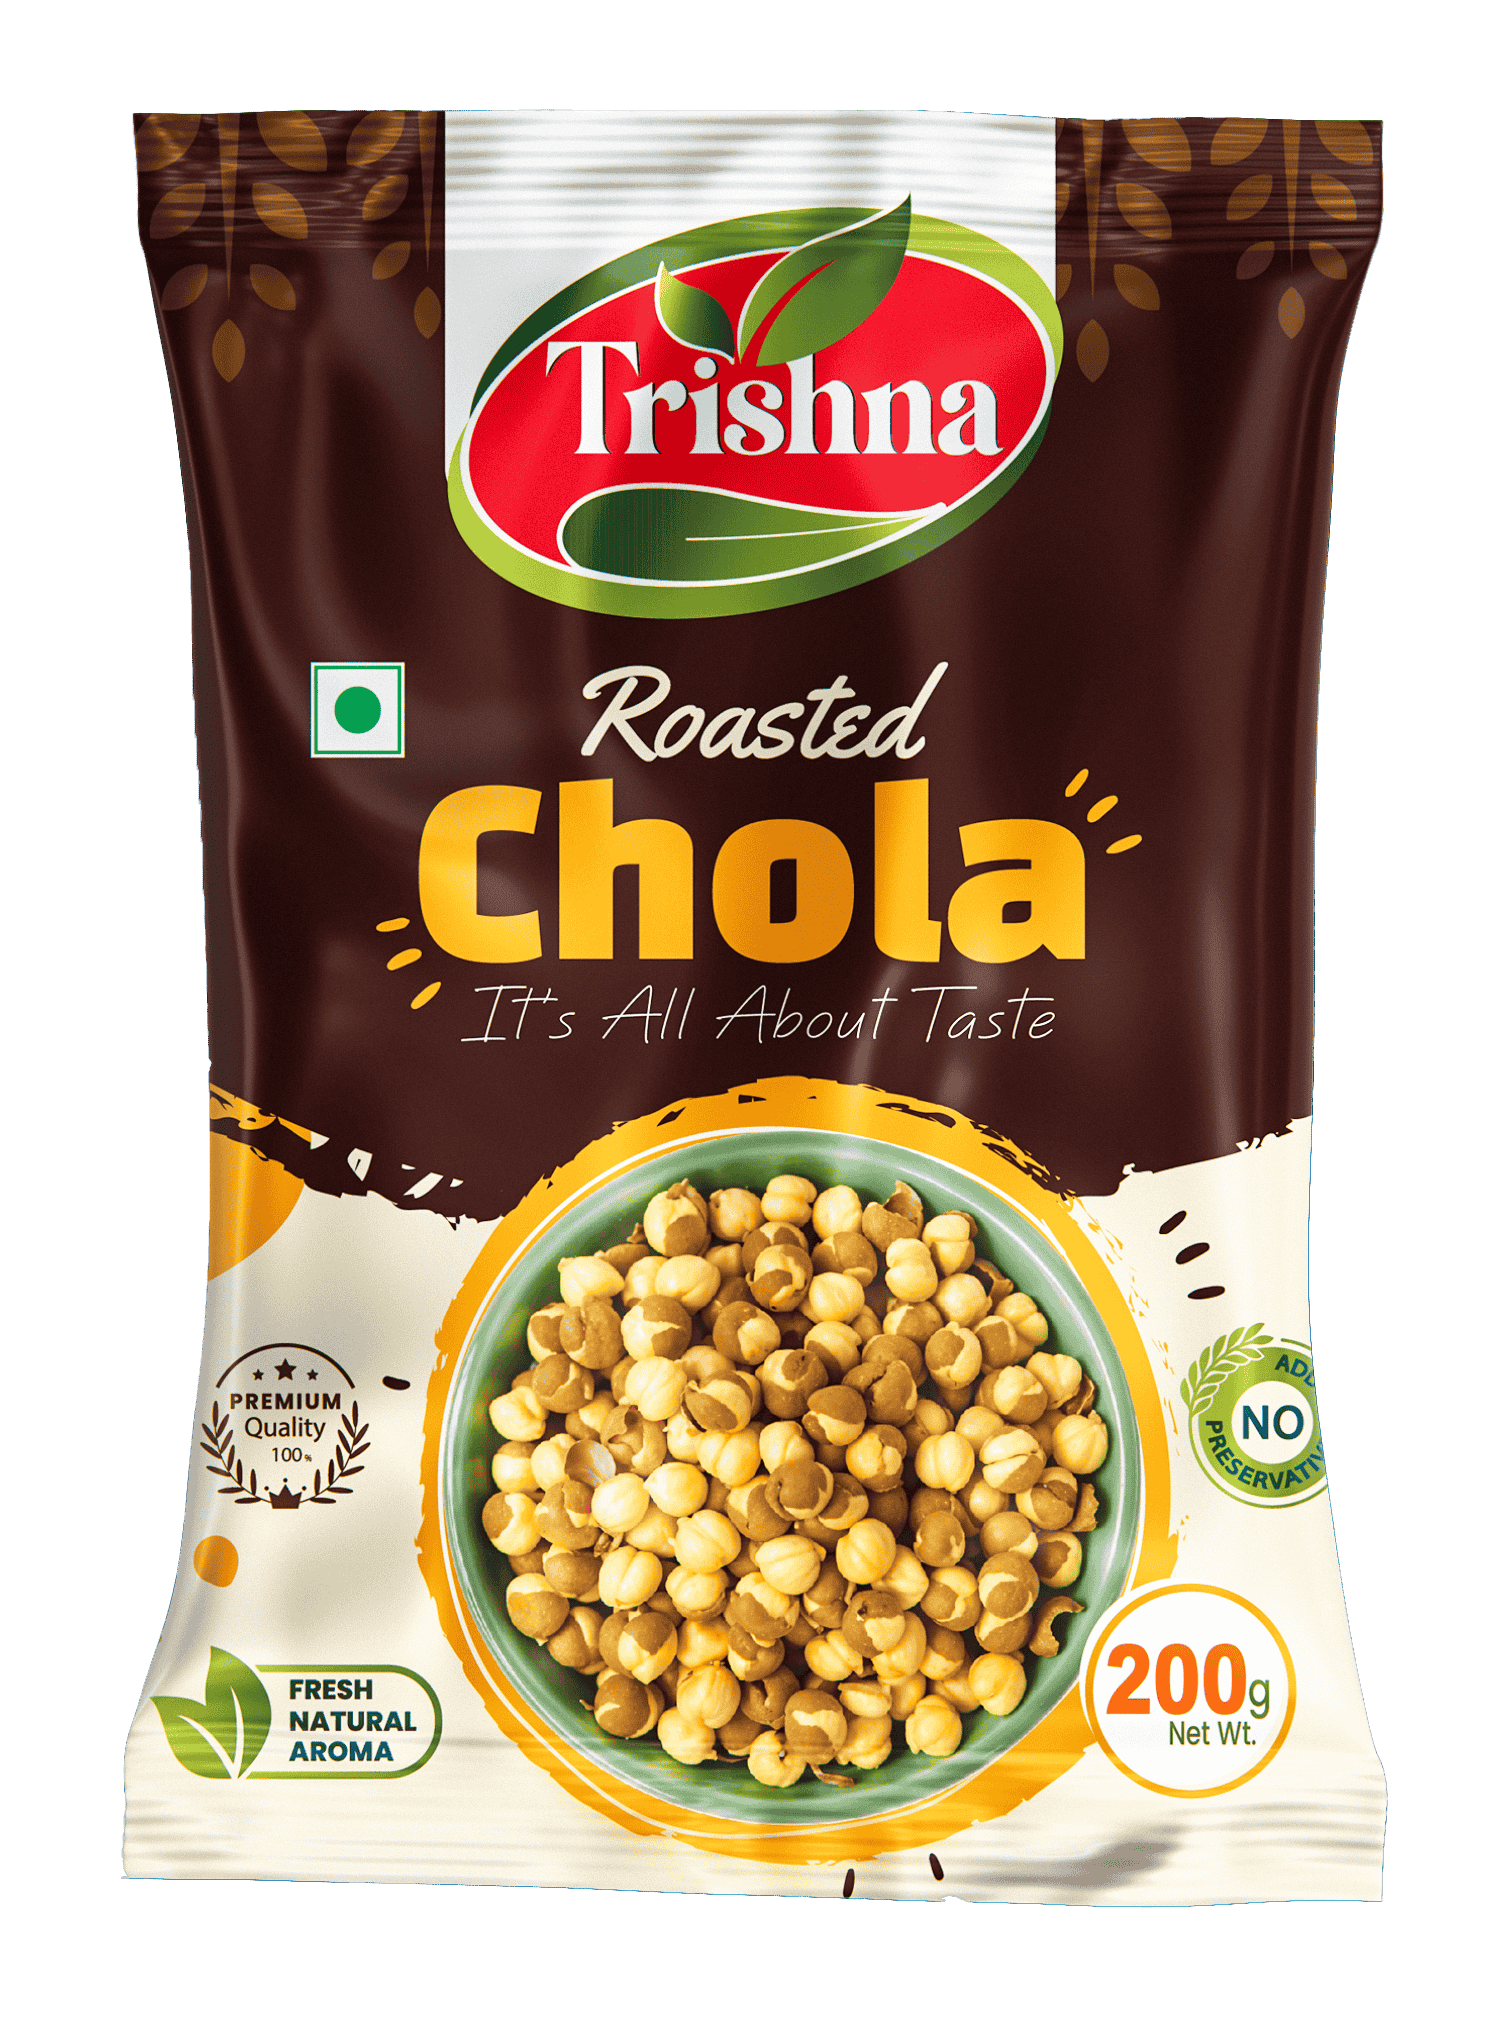 Trishna
Roasted
Chola
It's All About Taste
PREMIUM
Quality
100%
NO
FRESH
NATURAL
AROMA
200g
Net Wt.